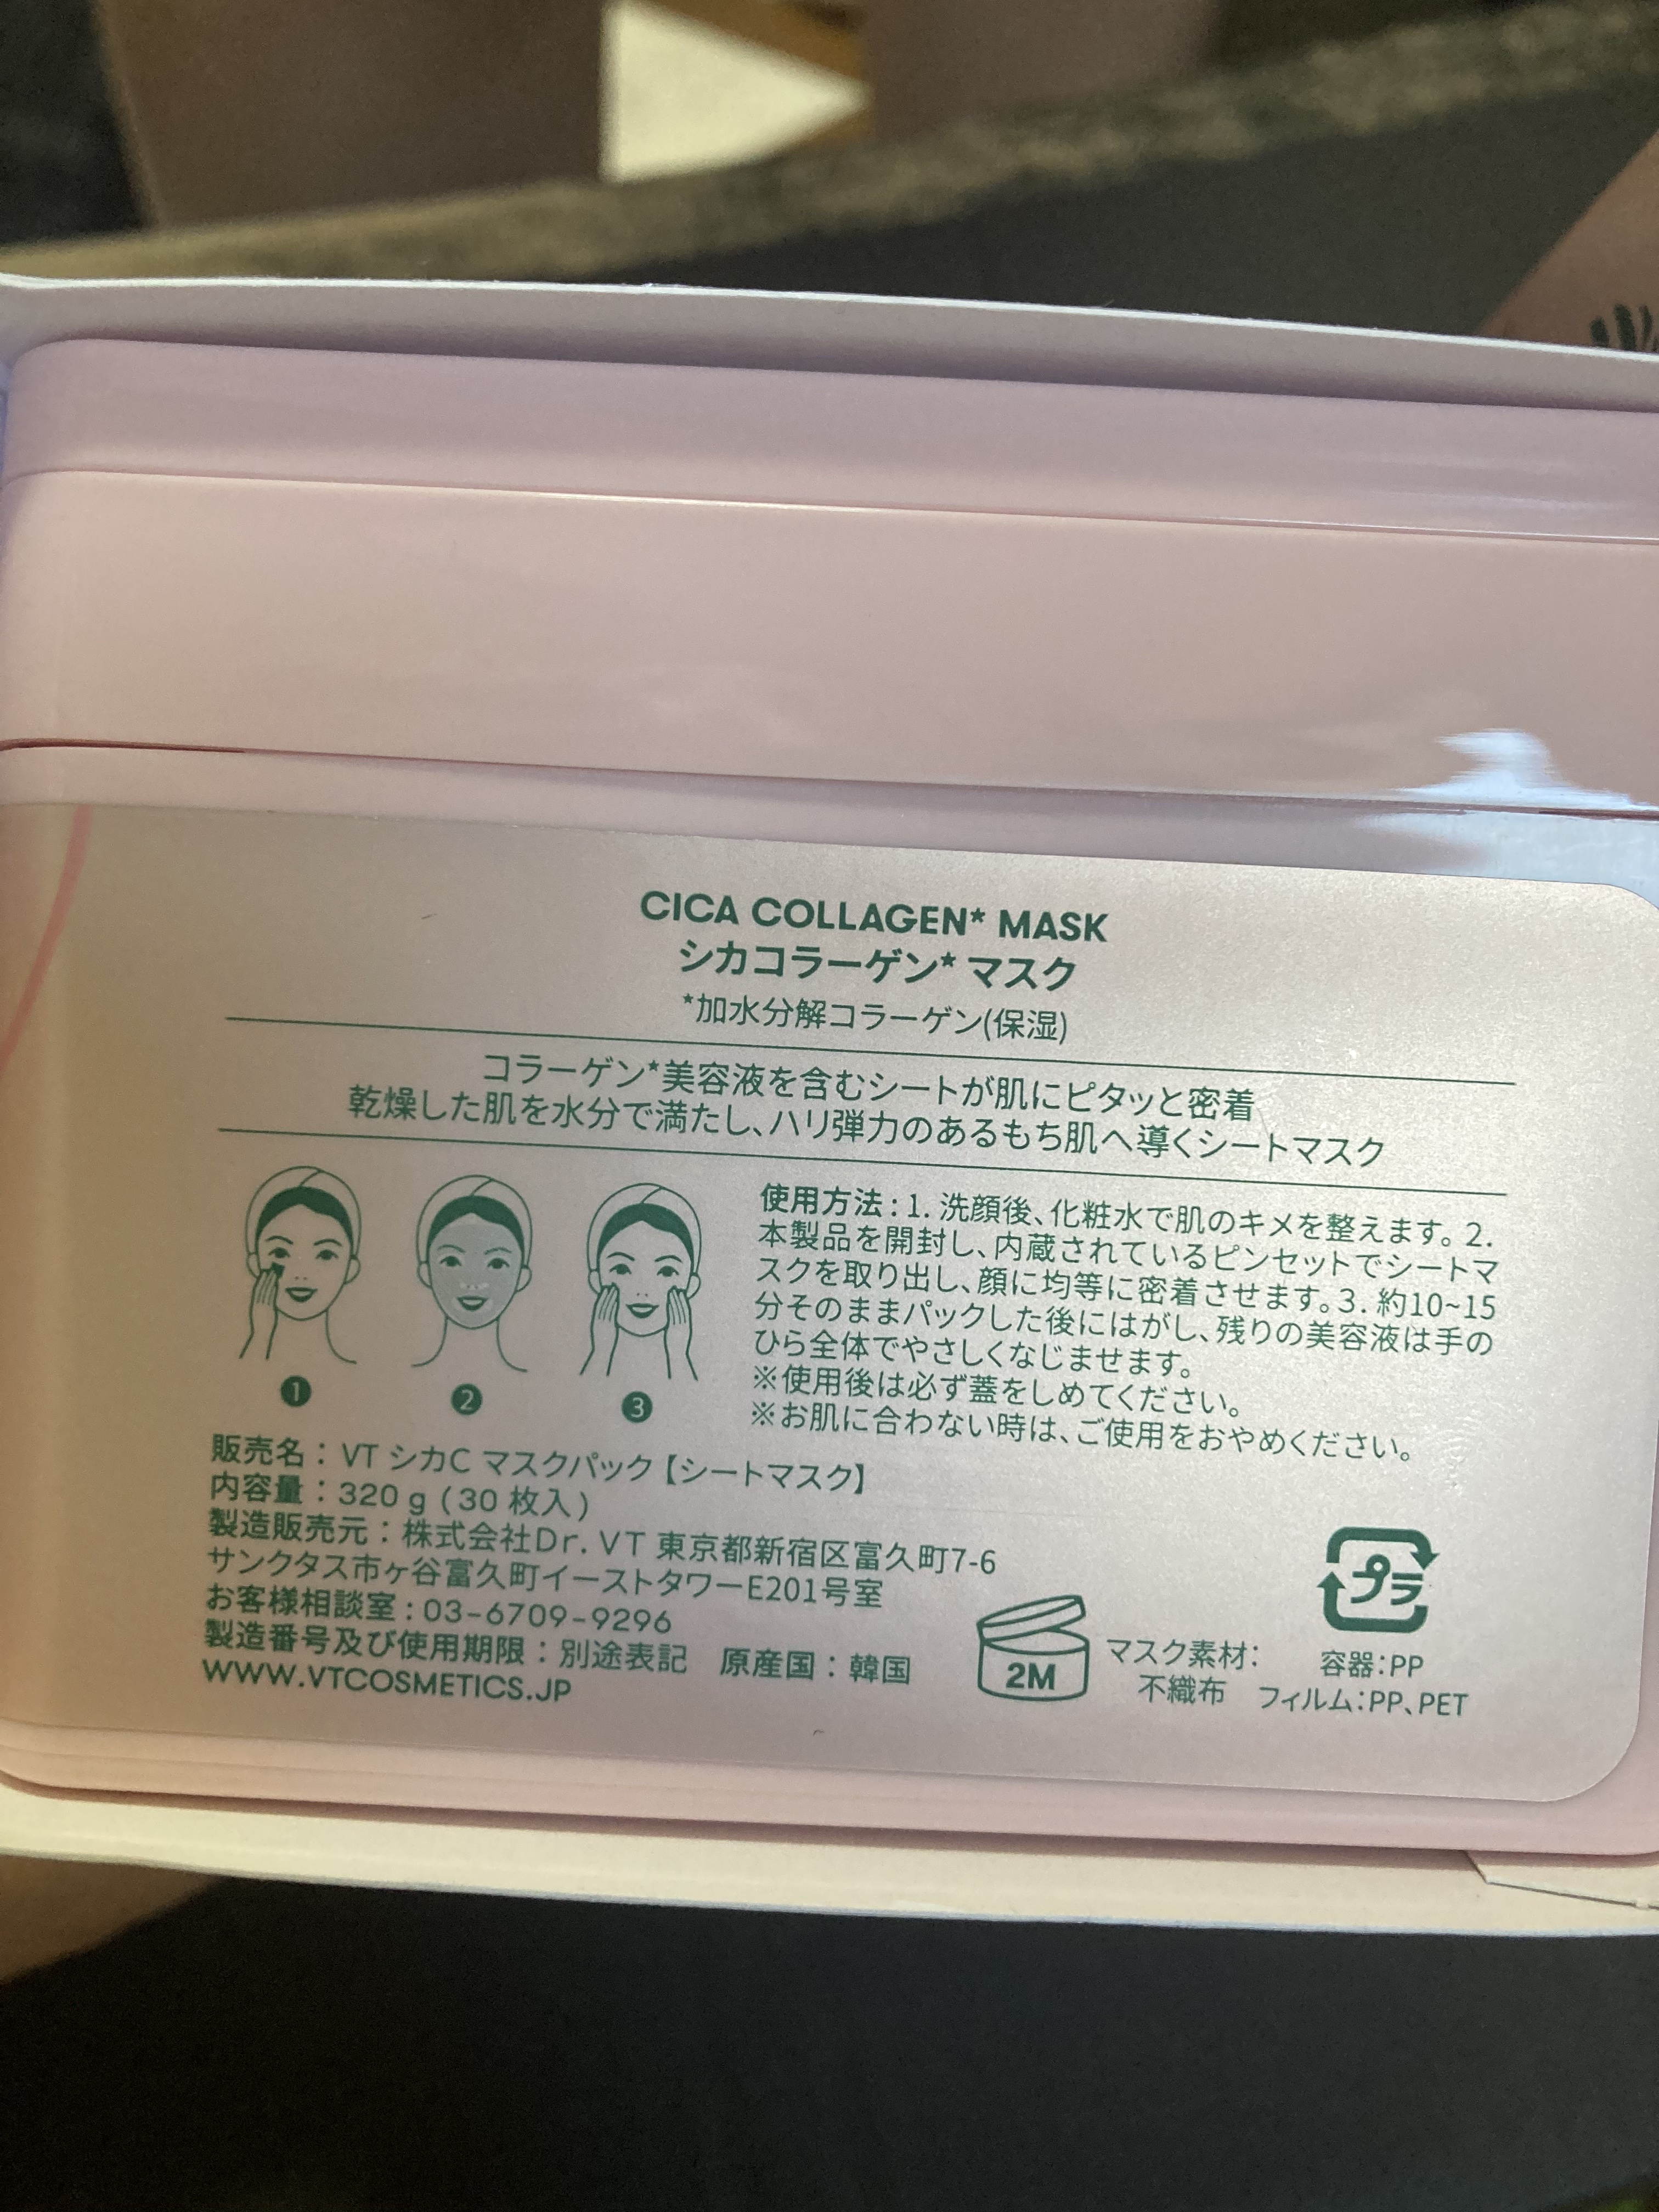 CICA COLLAGEN* MASK
シカコラーゲン* マスク
*加水分解コラーゲン(保湿)
コラーゲン*美容液を含むシートが肌にピタッと密着
乾燥した肌を水分で満たし、ハリ弾力のあるもち肌へ導くシートマスク
使用方法: 1. 洗顔後、化粧水で肌のキメを整えます。2.
本製品を開封し、内蔵されているピンセットでシートマ
スクを取り出し、顔に均等に密着させます。3. 約10~15
分そのままパックした後にはがし、残りの美容液は手の
ひら全体でやさしくなじませます。
※使用後は必ず蓋をしめてください。
※お肌に合わない時は、ご使用をおやめください。
1
2
3
販売名: VT シカC マスクパック【シートマスク】
内容量: 320 g (30 枚入)
製造販売元: 株式会社Dr. VT 東京都新宿区富久町7-6
サンクタス市ヶ谷富久町イーストタワーE201号室
お客様相談室: 03-6709-9296
製造番号及び使用期限: 別途表記 原産国: 韓国
WWW.VTCOSMETICS.JP
2M
マスク素材:
不織布
プラ
容器:PP
フィルム:PP、PET